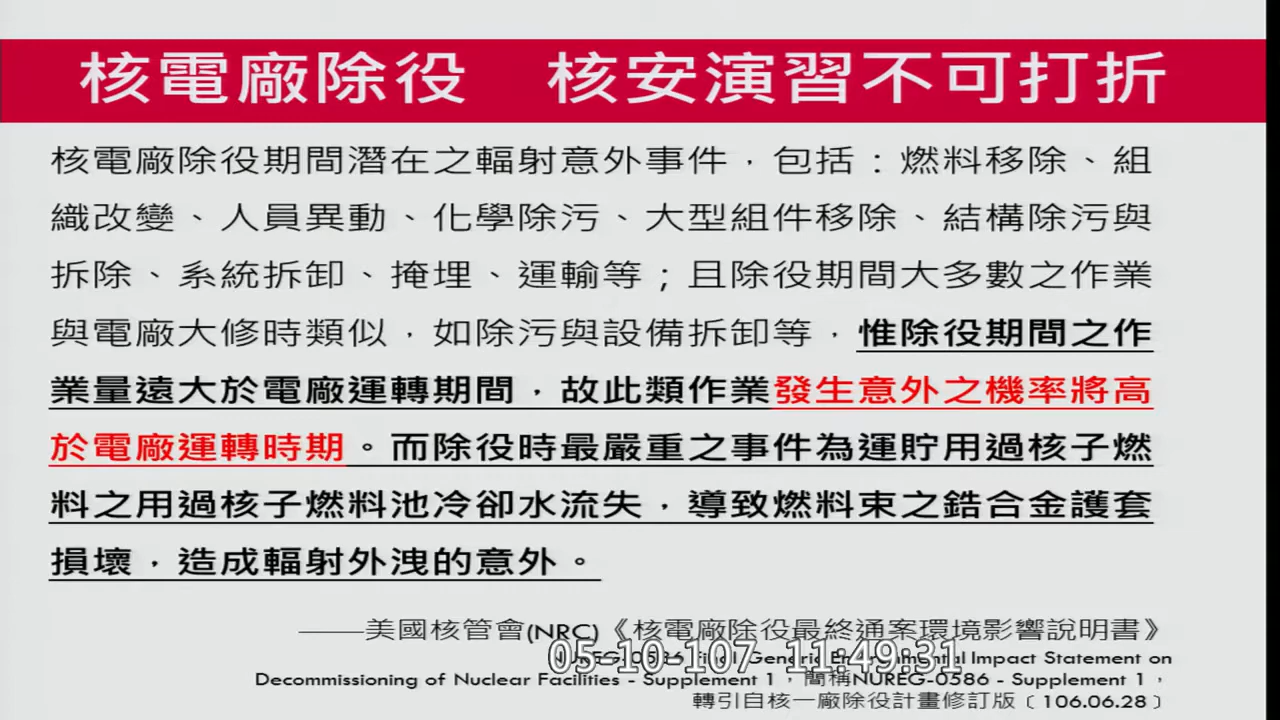 核電廠除役　核安演習不可打折
核電廠除役期間潛在之輻射意外事件，包括：燃料移除、組
織改變、人員異動、化學除污、大型組件移除、結構除污與
拆除、系統拆卸、掩埋、運輸等；且除役期間大多數之作業
與電廠大修時類似，如除污與設備拆卸等，惟除役期間之作
業量遠大於電廠運轉期間，故此類作業發生意外之機率將高
於電廠運轉時期。而除役時最嚴重之事件為運貯用過核子燃
料之用過核子燃料池冷卻水流失，導致燃料束之鋯合金護套
損壞，造成輻射外洩的意外。
——美國核管會(NRC)《核電廠除役最終通案環境影響說明書》
05.10.107 11:49:31
NUREG-0586 Final Generic Environmental Impact Statement on
Decommissioning of Nuclear Facilities - Supplement 1，簡稱NUREG-0586 - Supplement 1，
轉引自核一廠除役計畫修訂版﹝106.06.28﹞